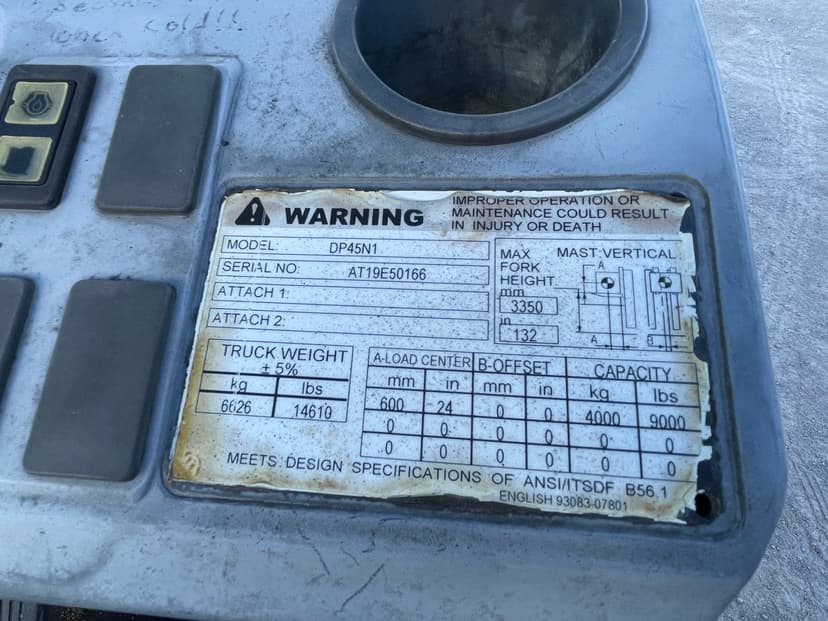 when cold!!
WARNING
IMPROPER OPERATION OR
MAINTENANCE COULD RESULT
IN INJURY OR DEATH
MODEL: DP45N1
SERIAL NO: AT19E50166
ATTACH 1:
ATTACH 2:
MAX FORK HEIGHT
mm
3350
in
132
MAST:VERTICAL
A
A B
TRUCK WEIGHT
± 5%
kg lbs
6626 14610
A-LOAD CENTER B-OFFSET CAPACITY
mm in mm in kg lbs
600 24 0 0 4000 9000
0 0 0 0 0 0
0 0 0 0 0 0
MEETS DESIGN SPECIFICATIONS OF ANSI/ITSDF B56.1
ENGLISH 93083-07801